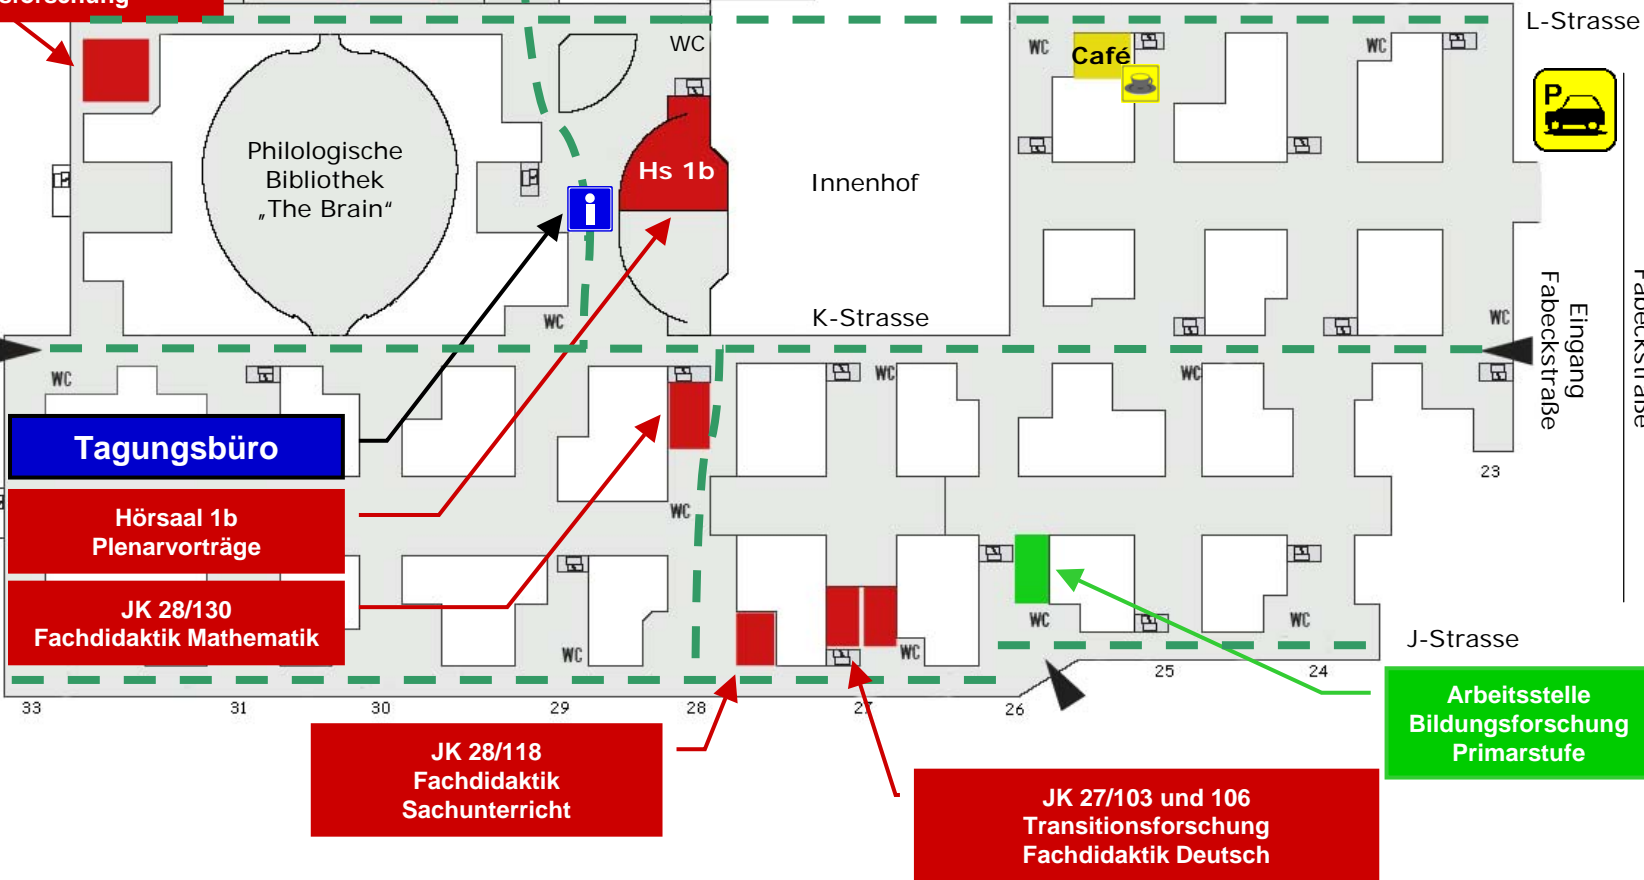 L-Strasse
WC
WC
WC
Café
P
Philologische
Bibliothek
„The Brain“
Hs 1b
Innenhof
i
K-Strasse
WC
WC
Eingang
Fabeckstraße
Fabeckstraße
WC
WC
WC
Tagungsbüro
23
Hörsaal 1b
Plenarvorträge
WC
JK 28/130
Fachdidaktik Mathematik
WC
WC
WC
WC
J-Strasse
33
31
30
29
28
27
26
25
24
Arbeitsstelle
Bildungsforschung
Primarstufe
JK 28/118
Fachdidaktik
Sachunterricht
JK 27/103 und 106
Transitionsforschung
Fachdidaktik Deutsch